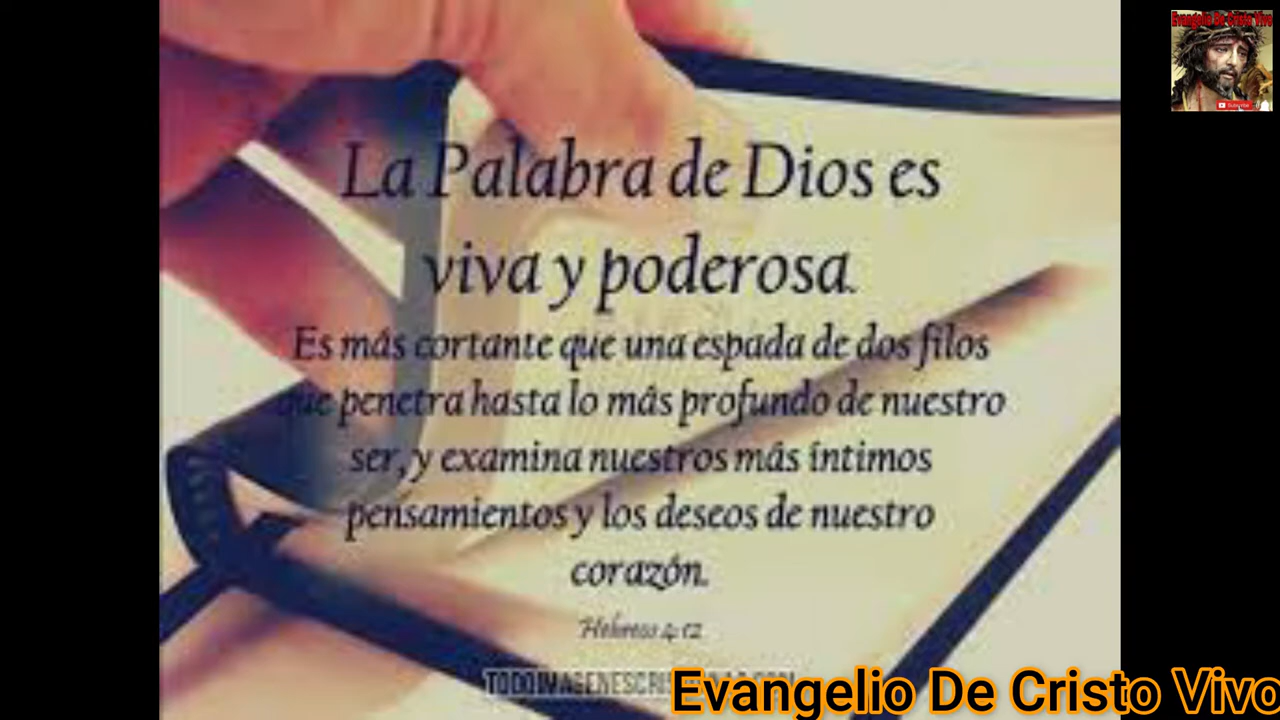 Evangelio De Cristo Vivo
La Palabra de Dios es
viva y poderosa.
Es más cortante que una espada de dos filos
que penetra hasta lo más profundo de nuestro
ser, y examina nuestros más íntimos
pensamientos y los deseos de nuestro
corazón.
Hebreos 4:12
Evangelio De Cristo Vivo